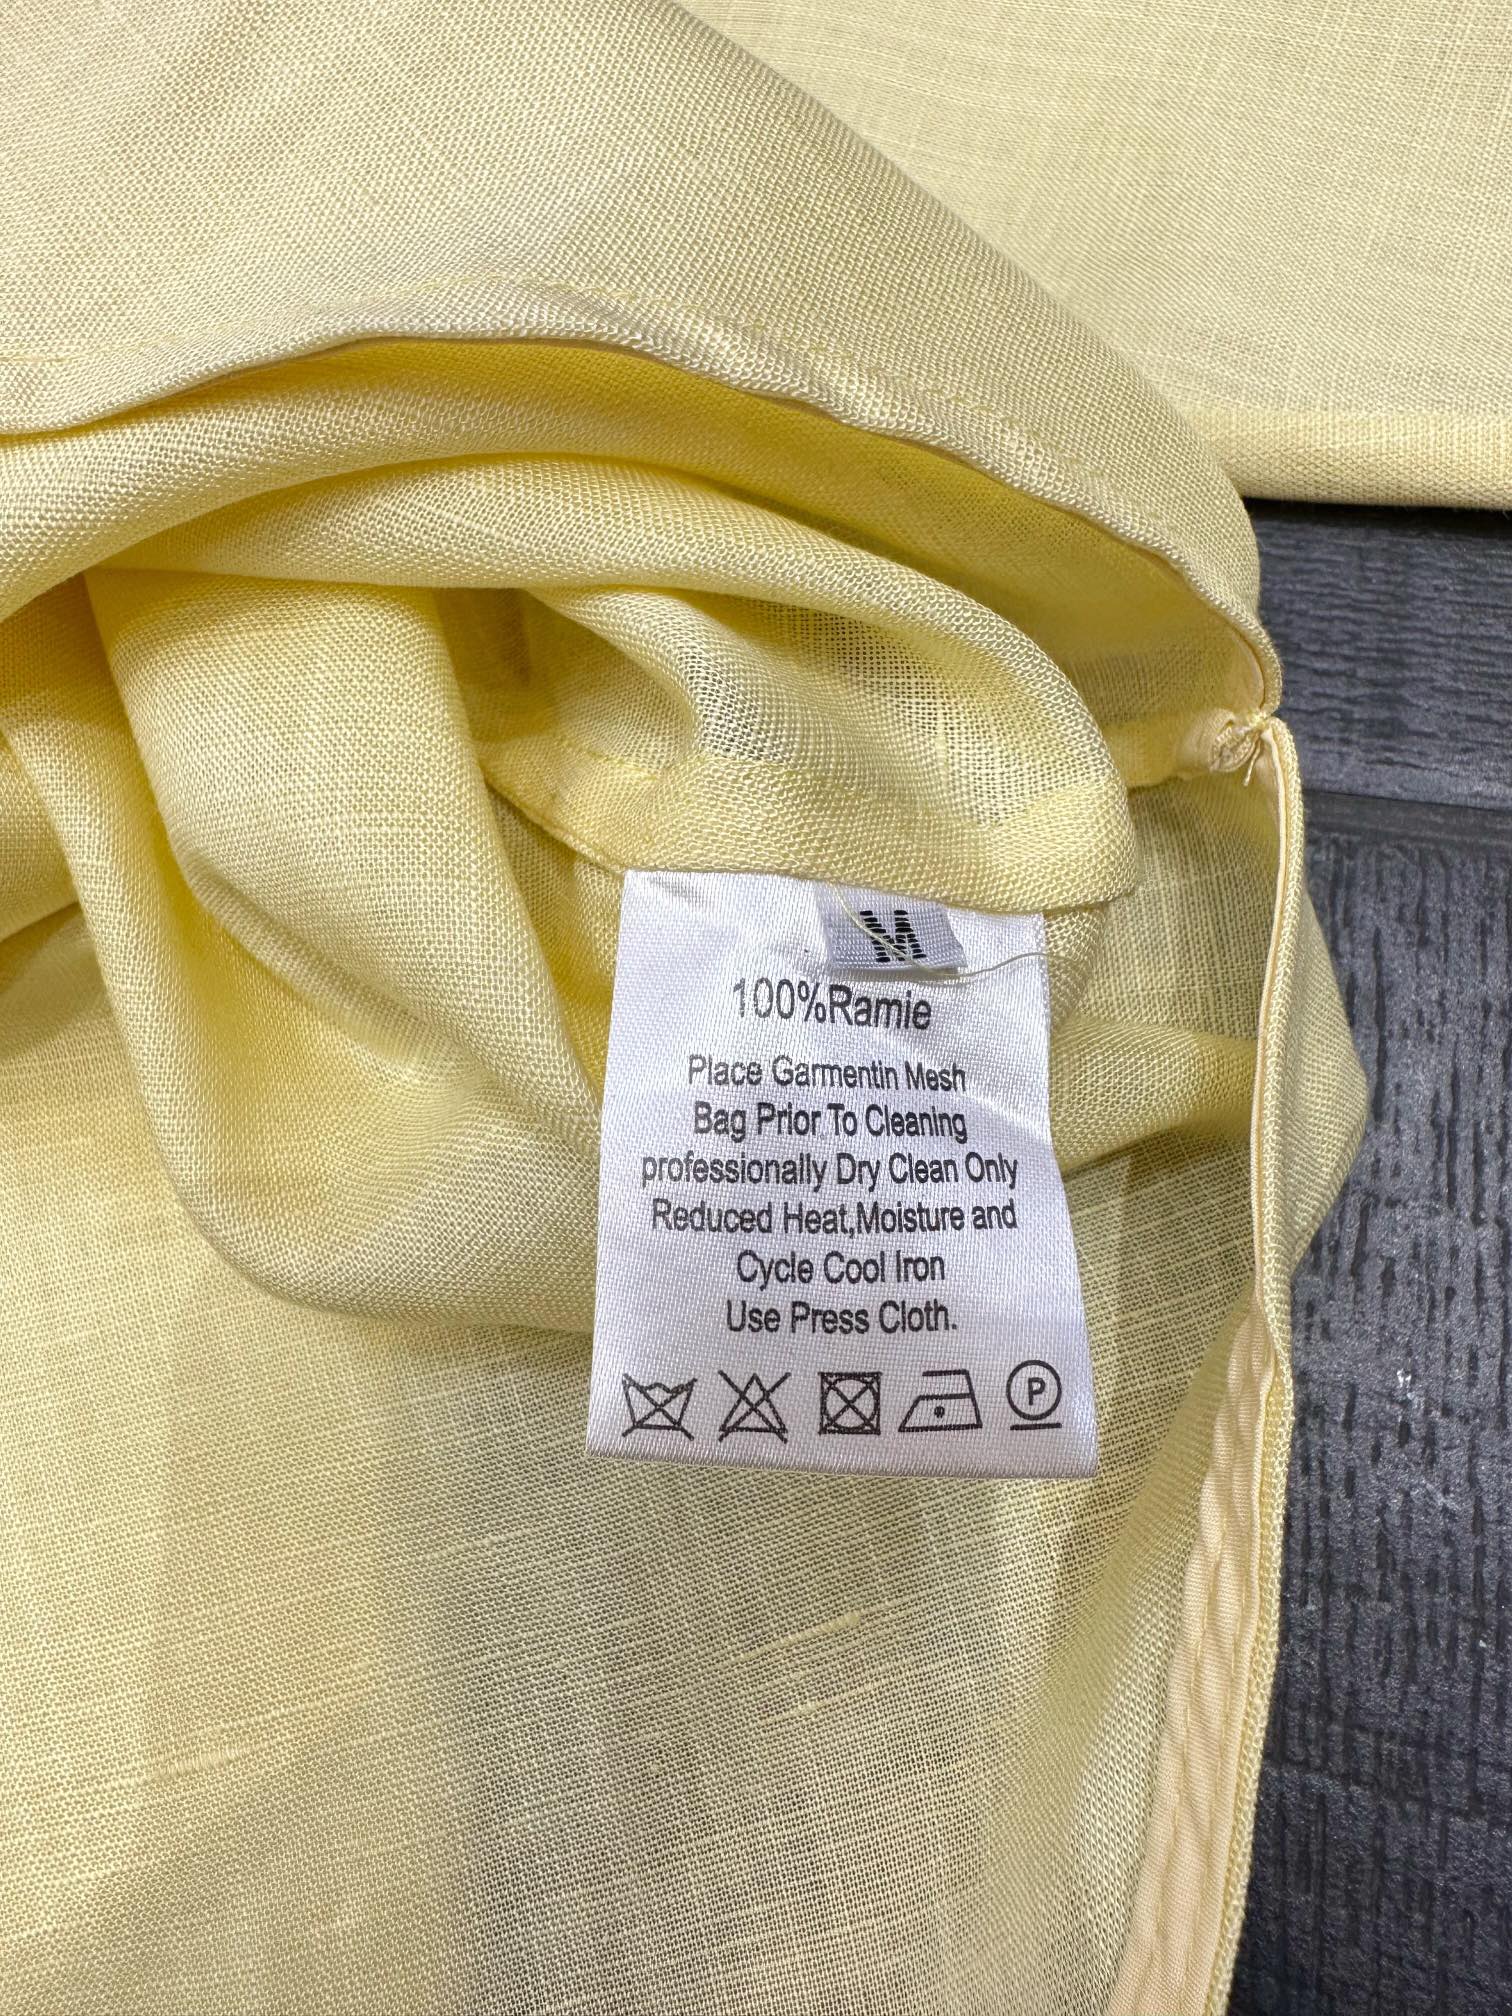 M
100%Ramie
Place Garmentin Mesh
Bag Prior To Cleaning
professionally Dry Clean Only
Reduced Heat,Moisture and
Cycle Cool Iron
Use Press Cloth.
P